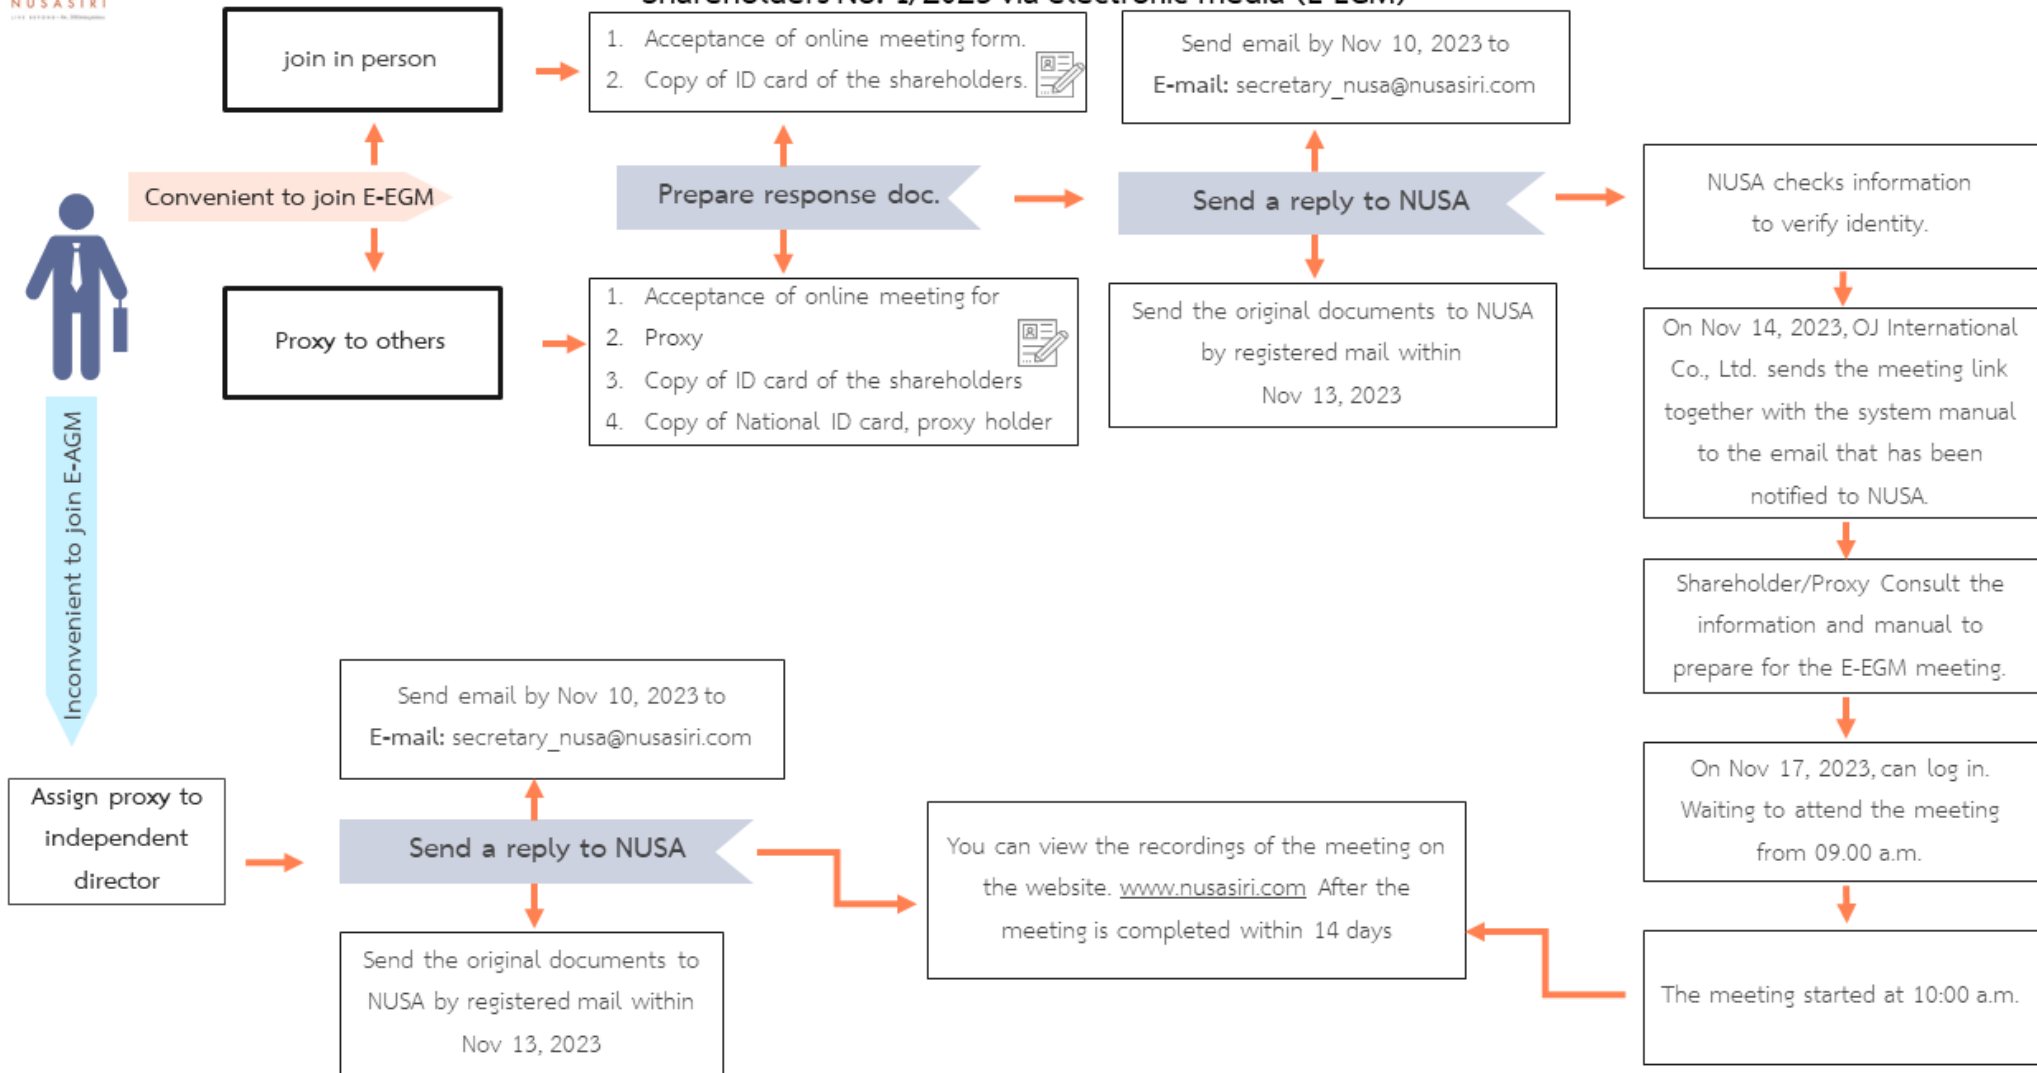 NUSASIRI
Shareholders No. 1/2023 via electronic media (E-EGM)
join in person
1. Acceptance of online meeting form.
2. Copy of ID card of the shareholders.
Send email by Nov 10, 2023 to
E-mail: secretary_nusa@nusasiri.com
Convenient to join E-EGM
Prepare response doc.
Send a reply to NUSA
NUSA checks information
to verify identity.
Proxy to others
1. Acceptance of online meeting for
2. Proxy
3. Copy of ID card of the shareholders
4. Copy of National ID card, proxy holder
Send the original documents to NUSA
by registered mail within
Nov 13, 2023
On Nov 14, 2023, OJ International
Co., Ltd. sends the meeting link
together with the system manual
to the email that has been
notified to NUSA.
Inconvenient to join E-AGM
Shareholder/Proxy Consult the
information and manual to
prepare for the E-EGM meeting.
Send email by Nov 10, 2023 to
E-mail: secretary_nusa@nusasiri.com
On Nov 17, 2023, can log in.
Waiting to attend the meeting
from 09.00 a.m.
Assign proxy to
independent
director
Send a reply to NUSA
You can view the recordings of the meeting on
the website. www.nusasiri.com After the
meeting is completed within 14 days
Send the original documents to
NUSA by registered mail within
Nov 13, 2023
The meeting started at 10:00 a.m.